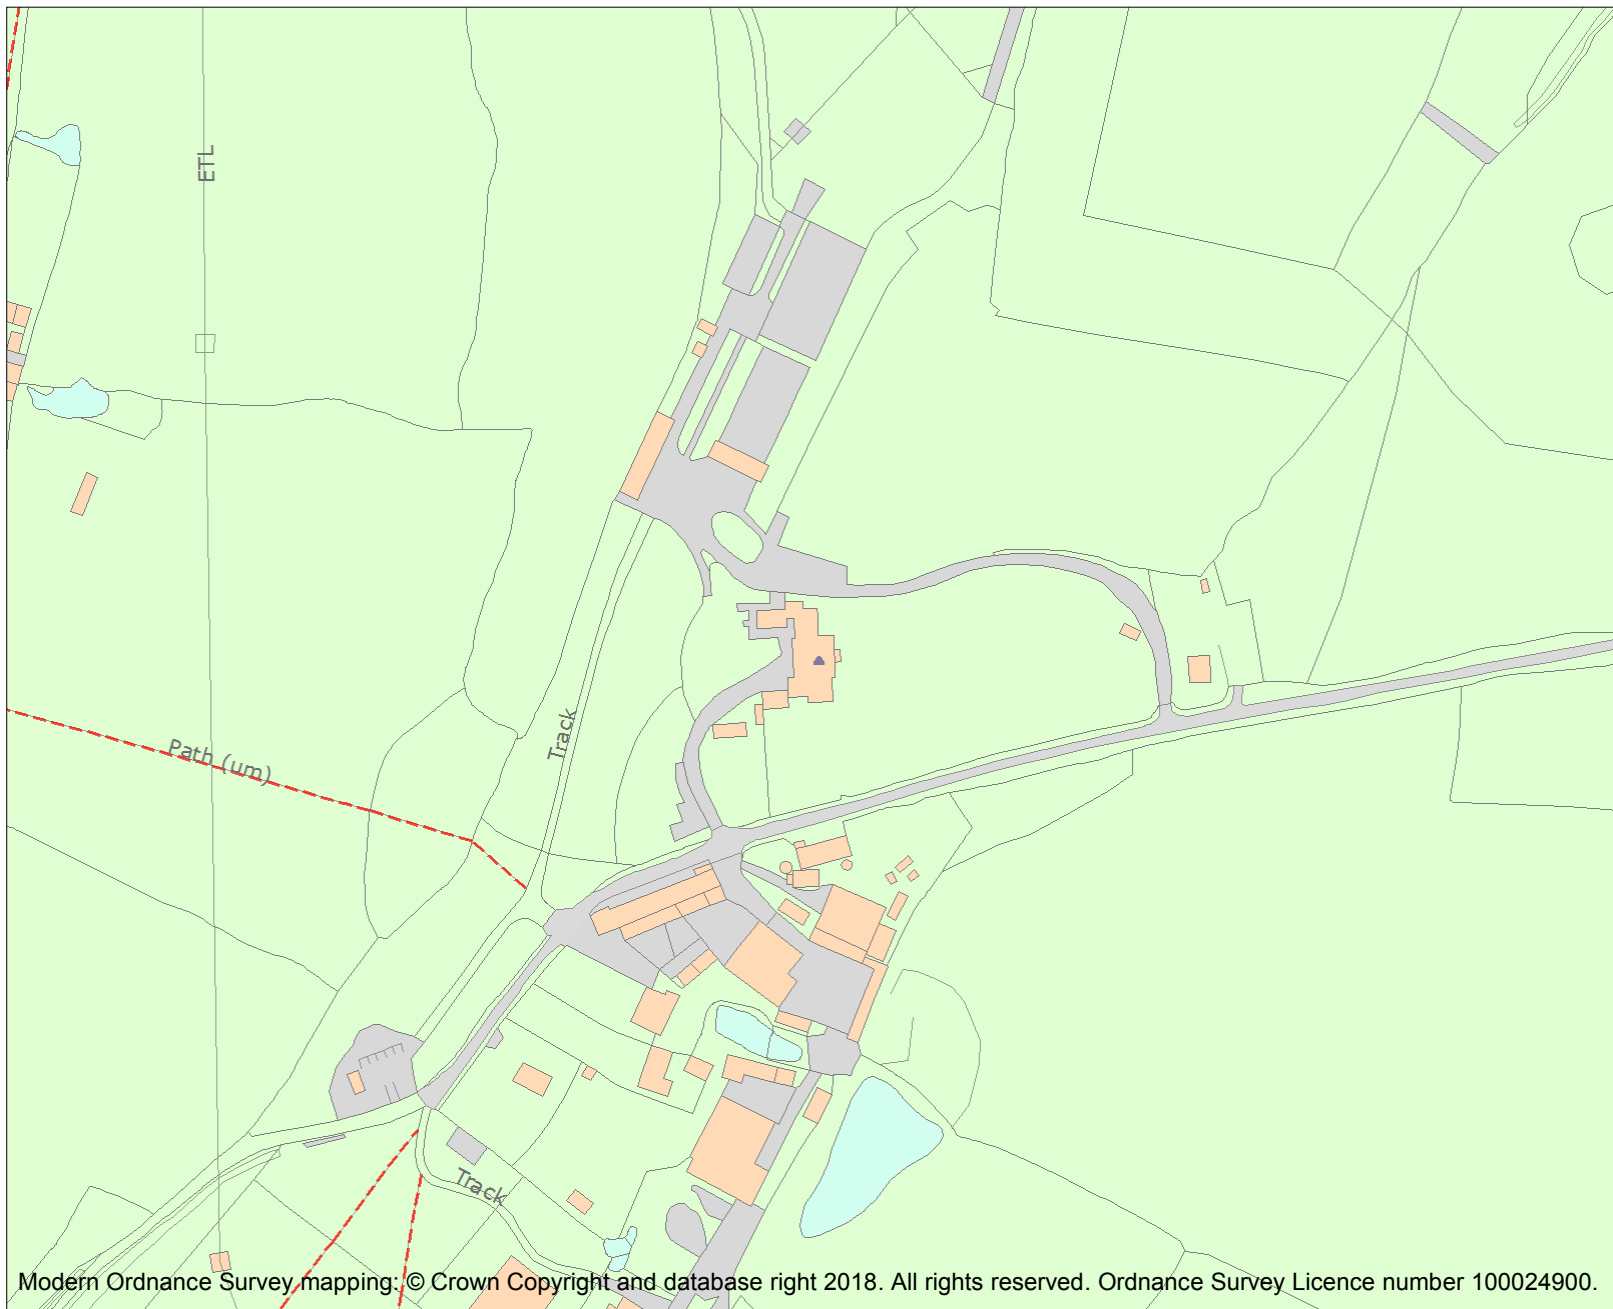 ETL
Track
Path (um)
Track
Modern Ordnance Survey mapping: © Crown Copyright and database right 2018. All rights reserved. Ordnance Survey Licence number 100024900.